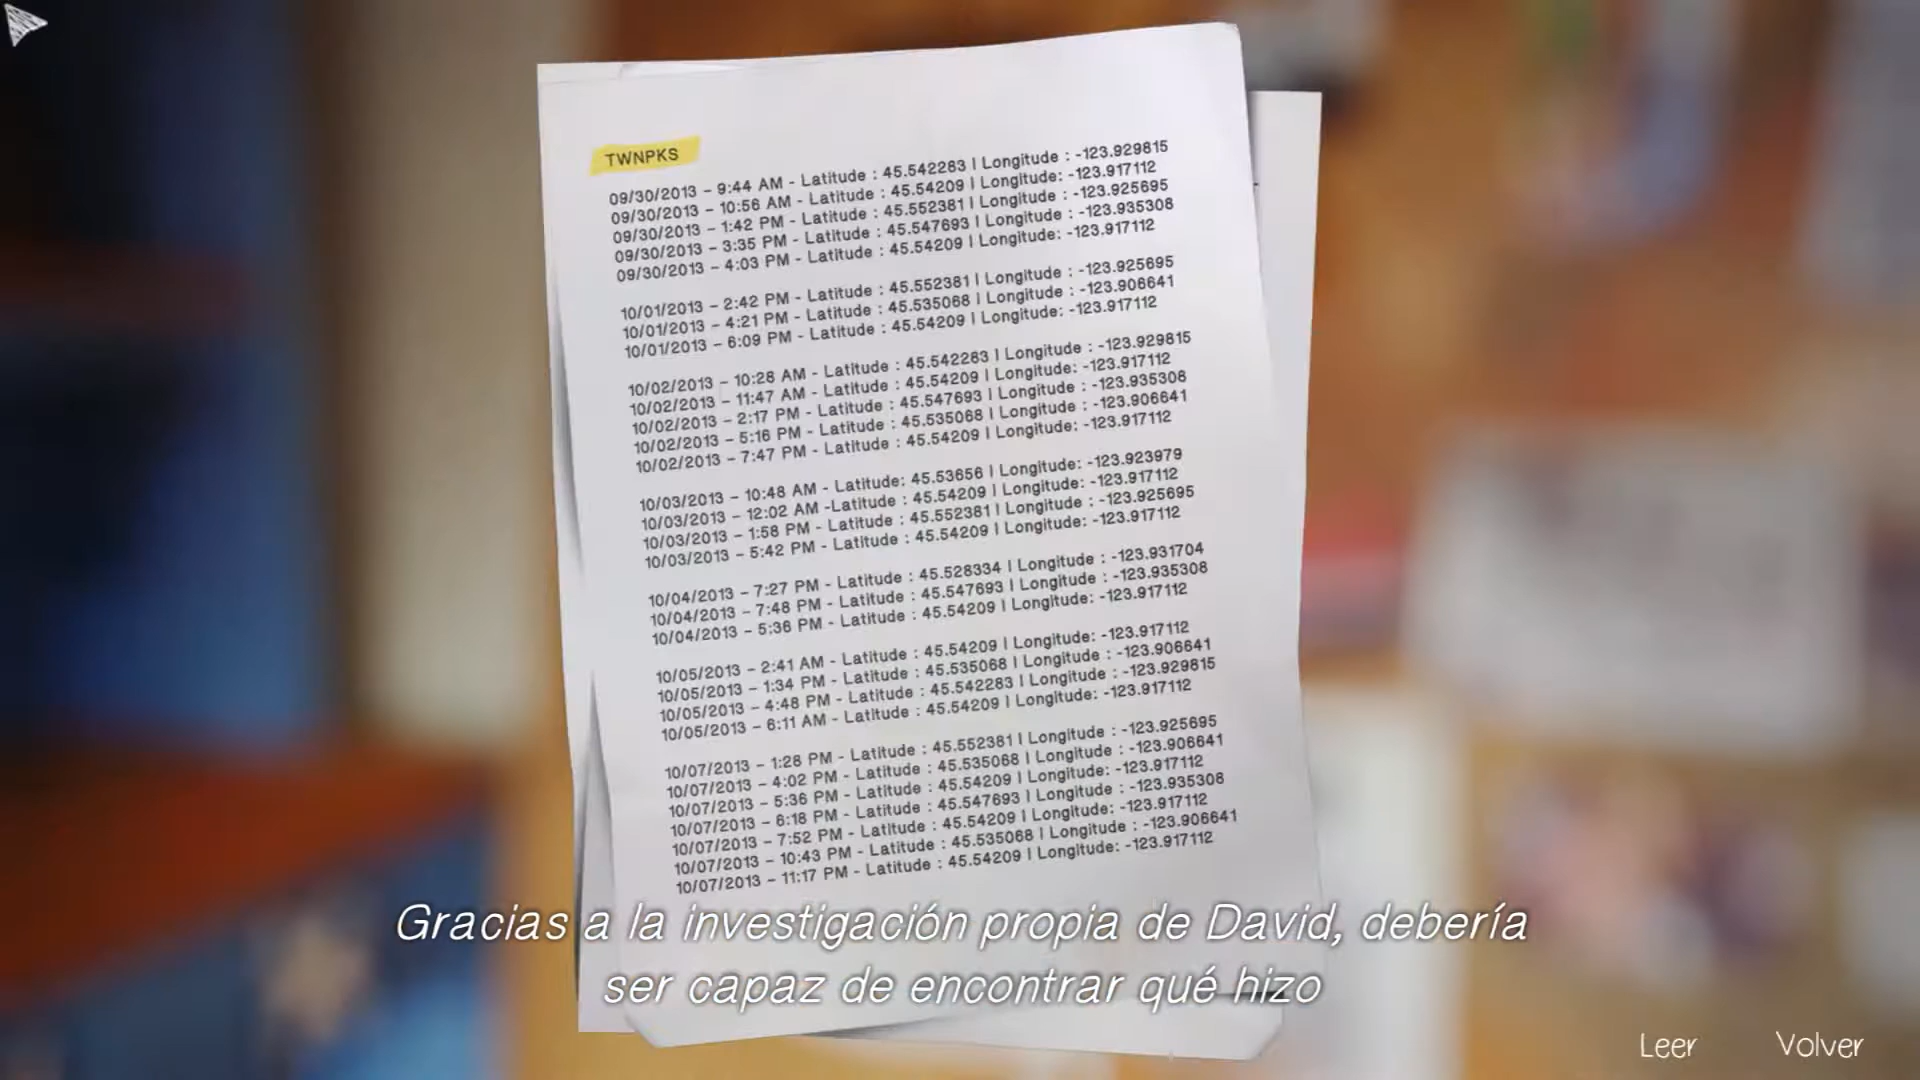 TWNPKS
09/30/2013 - 9:44 AM - Latitude : 45.542283 | Longitude : -123.929815
09/30/2013 - 10:56 AM - Latitude : 45.54209 | Longitude: -123.917112
09/30/2013 - 1:42 PM - Latitude : 45.552381 | Longitude : -123.925695
09/30/2013 - 3:35 PM - Latitude : 45.547693 | Longitude : -123.935308
09/30/2013 - 4:03 PM - Latitude : 45.54209 | Longitude: -123.917112
10/01/2013 - 2:42 PM - Latitude : 45.552381 | Longitude : -123.925695
10/01/2013 - 4:21 PM - Latitude : 45.535068 | Longitude : -123.906641
10/01/2013 - 6:09 PM - Latitude : 45.54209 | Longitude: -123.917112
10/02/2013 - 10:28 AM - Latitude : 45.542283 | Longitude : -123.929815
10/02/2013 - 11:47 AM - Latitude : 45.54209 | Longitude: -123.917112
10/02/2013 - 2:17 PM - Latitude : 45.547693 | Longitude : -123.935308
10/02/2013 - 5:16 PM - Latitude : 45.535068 | Longitude : -123.906641
10/02/2013 - 7:47 PM - Latitude : 45.54209 | Longitude: -123.917112
10/03/2013 - 10:48 AM - Latitude: 45.53656 | Longitude: -123.923979
10/03/2013 - 12:02 AM -Latitude : 45.54209 | Longitude: -123.917112
10/03/2013 - 1:58 PM - Latitude : 45.552381 | Longitude : -123.925695
10/03/2013 - 5:42 PM - Latitude : 45.54209 | Longitude: -123.917112
10/04/2013 - 7:27 PM - Latitude : 45.528334 | Longitude : -123.931704
10/04/2013 - 7:48 PM - Latitude : 45.547693 | Longitude : -123.935308
10/04/2013 - 5:36 PM - Latitude : 45.54209 | Longitude: -123.917112
10/05/2013 - 2:41 AM - Latitude : 45.54209 | Longitude: -123.917112
10/05/2013 - 1:34 PM - Latitude : 45.535068 | Longitude : -123.906641
10/05/2013 - 4:48 PM - Latitude : 45.542283 | Longitude : -123.929815
10/05/2013 - 6:11 AM - Latitude : 45.54209 | Longitude: -123.917112
10/07/2013 - 1:28 PM - Latitude : 45.552381 | Longitude : -123.925695
10/07/2013 - 4:02 PM - Latitude : 45.535068 | Longitude : -123.906641
10/07/2013 - 5:36 PM - Latitude : 45.54209 | Longitude: -123.917112
10/07/2013 - 6:18 PM - Latitude : 45.547693 | Longitude : -123.935308
10/07/2013 - 7:52 PM - Latitude : 45.54209 | Longitude: -123.917112
10/07/2013 - 10:43 PM - Latitude : 45.535068 | Longitude : -123.906641
10/07/2013 - 11:17 PM - Latitude : 45.54209 | Longitude: -123.917112
Gracias a la investigación propia de David, debería
ser capaz de encontrar qué hizo
Leer Volver